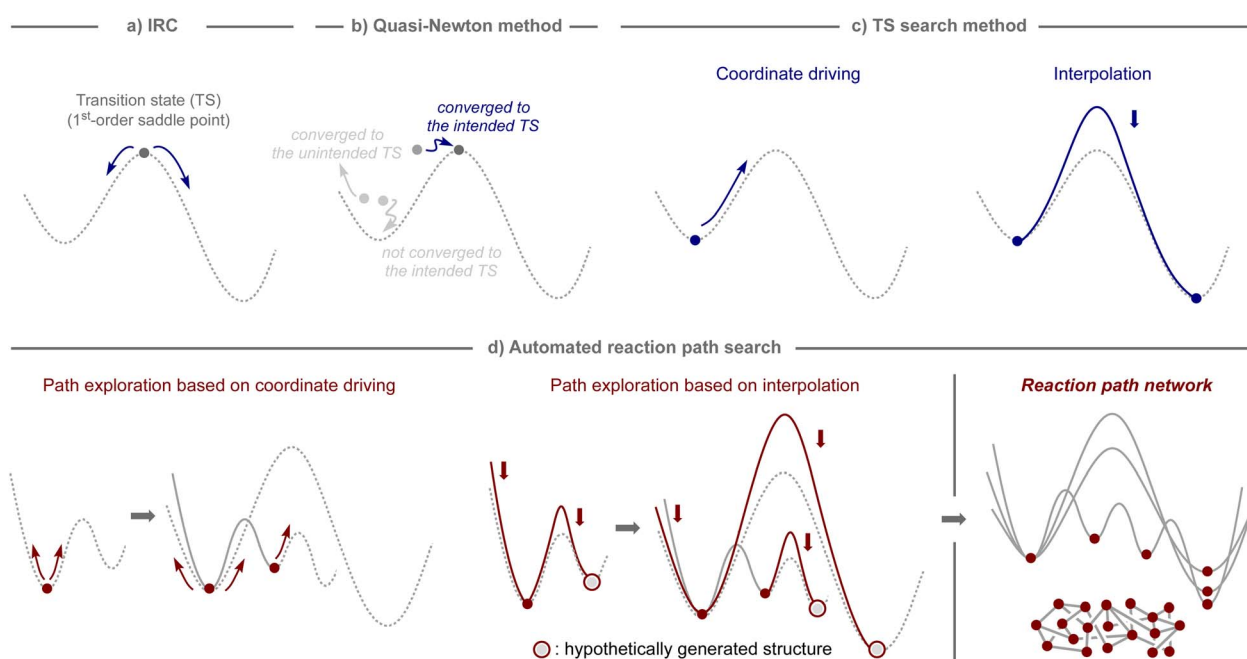 a) IRC
b) Quasi-Newton method
c) TS search method
Transition state (TS)
(1st-order saddle point)
converged to
the intended TS
converged to
the unintended TS
not converged to
the intended TS
Coordinate driving
Interpolation
d) Automated reaction path search
Path exploration based on coordinate driving
Path exploration based on interpolation
Reaction path network
: hypothetically generated structure